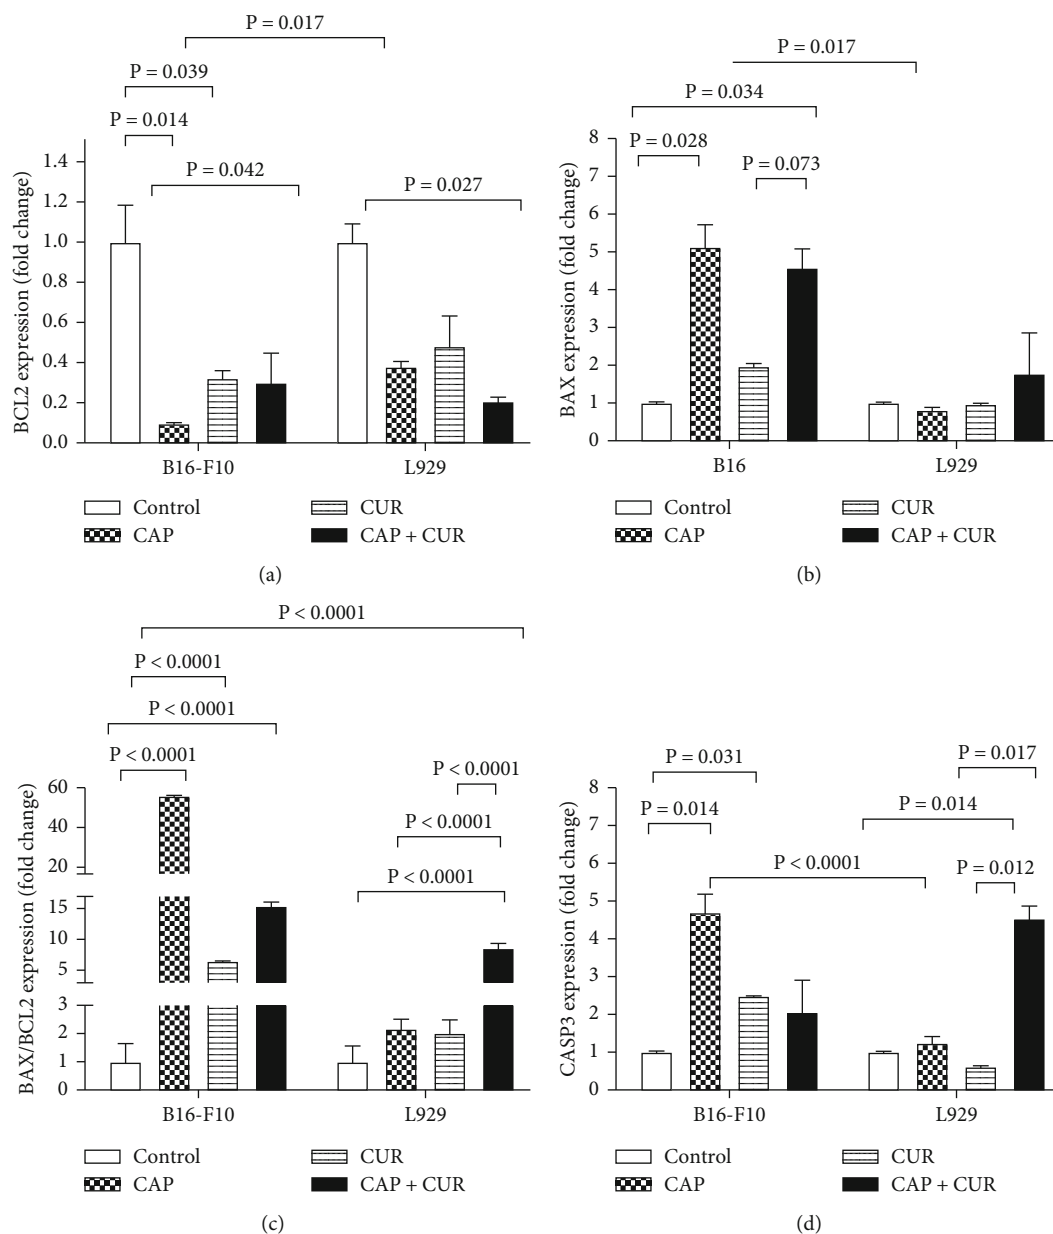 P = 0.017
P = 0.039
P = 0.014
P = 0.042
P = 0.027
BCL2 expression (fold change)
1.4
1.2
1.0
0.8
0.6
0.4
0.2
0.0
B16-F10
L929
Control
CUR
CAP
CAP + CUR
(a)
P = 0.017
P = 0.034
P = 0.028
P = 0.073
BAX expression (fold change)
8
7
6
5
4
3
2
1
0
B16
L929
Control
CUR
CAP
CAP + CUR
(b)
P < 0.0001
P < 0.0001
P < 0.0001
P < 0.0001
P < 0.0001
P < 0.0001
P < 0.0001
BAX/BCL2 expression (fold change)
60
40
20
15
10
5
3
2
1
0
B16-F10
L929
Control
CUR
CAP
CAP + CUR
(c)
P = 0.031
P = 0.017
P = 0.014
P = 0.014
P < 0.0001
P = 0.012
CASP3 expression (fold change)
8
7
6
5
4
3
2
1
0
B16-F10
L929
Control
CUR
CAP
CAP + CUR
(d)